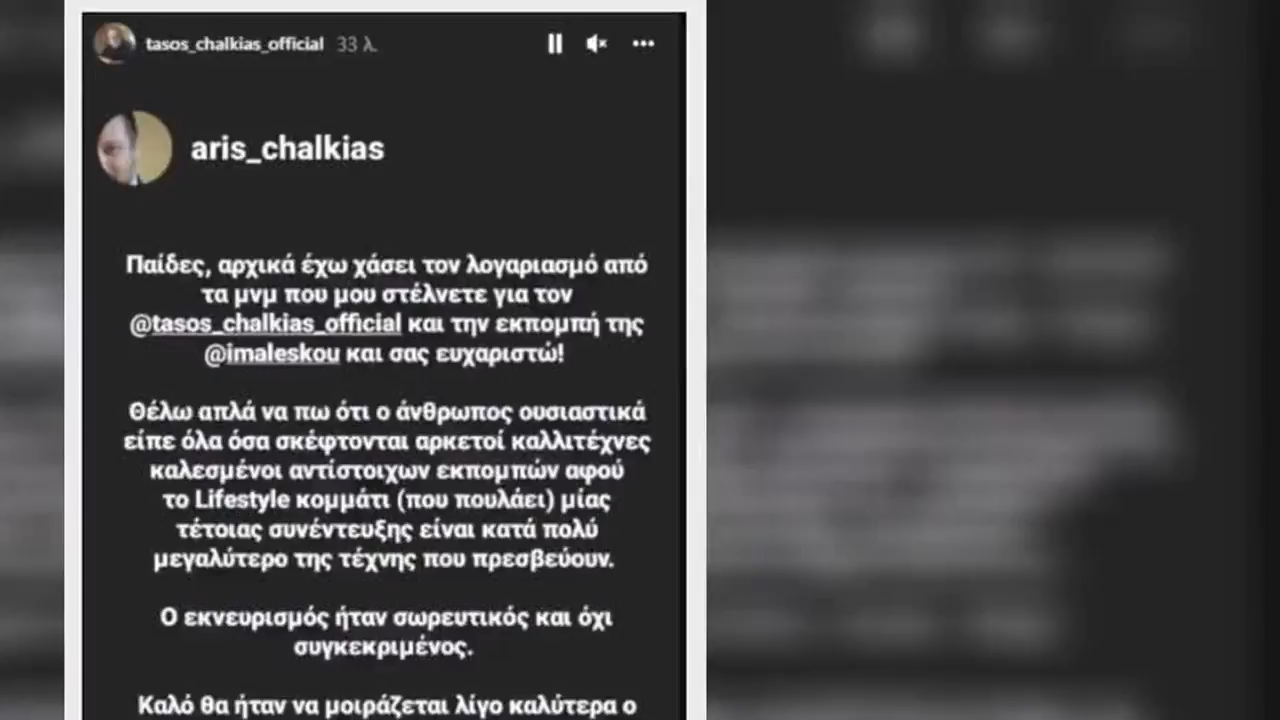 tasos_chalkias_official 33 λ.
aris_chalkias
Παίδες, αρχικά έχω χάσει τον λογαριασμό από
τα μνμ που μου στέλνετε για τον
@tasos_chalkias_official και την εκπομπή της
@imaleskou και σας ευχαριστώ!
Θέλω απλά να πω ότι ο άνθρωπος ουσιαστικά
είπε όλα όσα σκέφτονται αρκετοί καλλιτέχνες
καλεσμένοι αντίστοιχων εκπομπών αφού
το Lifestyle κομμάτι (που πουλάει) μίας
τέτοιας συνέντευξης είναι κατά πολύ
μεγαλύτερο της τέχνης που πρεσβεύουν.
Ο εκνευρισμός ήταν σωρευτικός και όχι
συγκεκριμένος.
Καλό θα ήταν να μοιράζεται λίγο καλύτερα ο